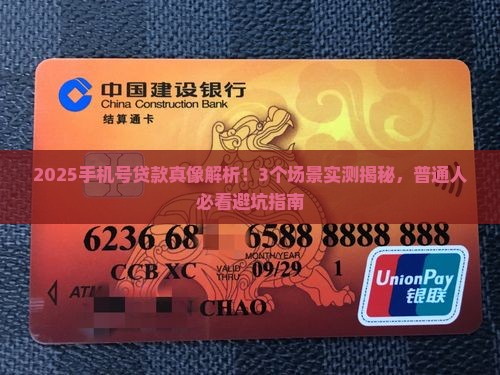 中国建设银行
China Construction Bank
结算通卡
2025手机号贷款真像解析！3个场景实测揭秘，普通人
必看避坑指南
6236 68 6588 8888 888
MONTH/YEAR
CCB XC VALID THRU 09/29 1
ATM
CHAO
UnionPay
银联